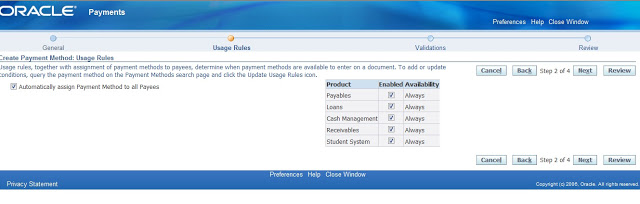 ORACLE Payments
Preferences Help Close Window
General Usage Rules Validations Review
Create Payment Method: Usage Rules
Usage rules, together with assignment of payment methods to payees, determine when payment methods are available to enter on a document. To add or update
conditions, query the payment method on the Payment Methods search page and click the Update Usage Rules icon.
Cancel Back Step 2 of 4 Next Review
Automatically assign Payment Method to all Payees
Product Enabled Availability
Payables Always
Loans Always
Cash Management Always
Receivables Always
Student System Always
Cancel Back Step 2 of 4 Next Review
Preferences Help Close Window
Privacy Statement Copyright (c) 2006, Oracle. All rights reserved.